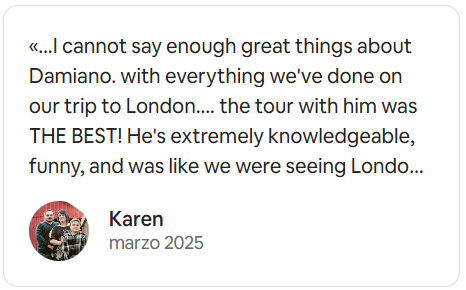 «...I cannot say enough great things about
Damiano. with everything we've done on
our trip to London.... the tour with him was
THE BEST! He's extremely knowledgeable,
funny, and was like we were seeing Londo...
Karen
marzo 2025